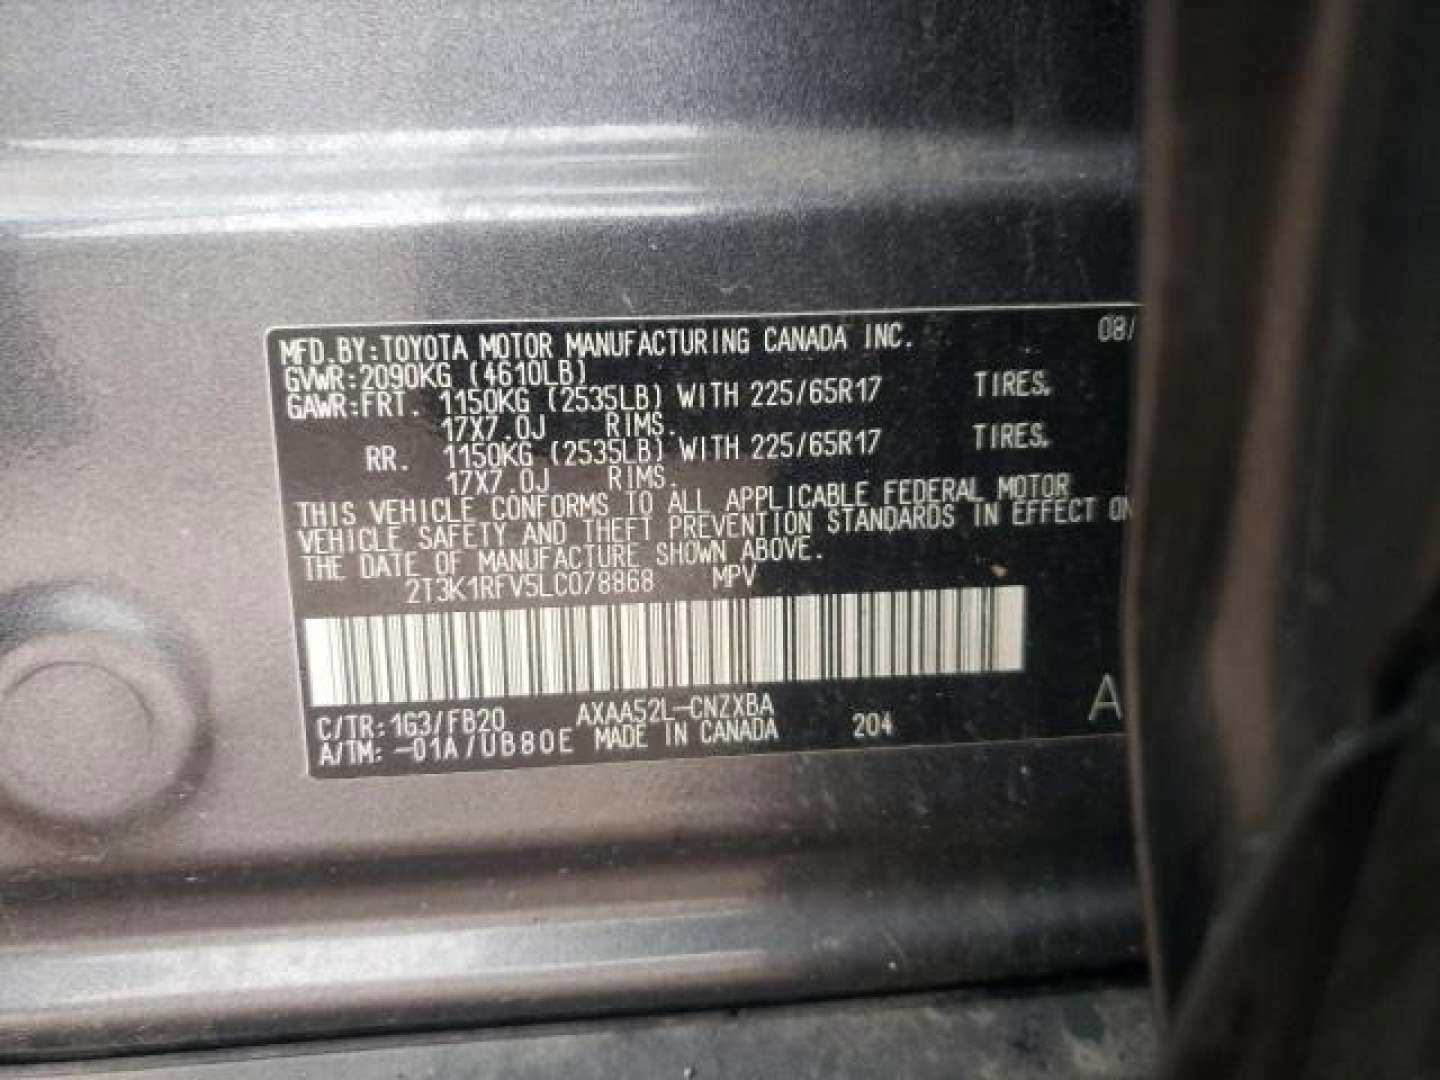 MFD.BY:TOYOTA MOTOR MANUFACTURING CANADA INC. 08/
GVWR:2090KG (4610LB)
GAWR:FRT. 1150KG (2535LB) WITH 225/65R17 TIRES.
17X7.0J RIMS.
RR. 1150KG (2535LB) WITH 225/65R17 TIRES.
17X7.0J RIMS.
THIS VEHICLE CONFORMS TO ALL APPLICABLE FEDERAL MOTOR
VEHICLE SAFETY AND THEFT PREVENTION STANDARDS IN EFFECT ON
THE DATE OF MANUFACTURE SHOWN ABOVE.
2T3K1RFV5LC078868 MPV
C/TR:1G3/FB20 AXAA52L-CNZXBA A
A/TM:-01A/UB80E MADE IN CANADA 204